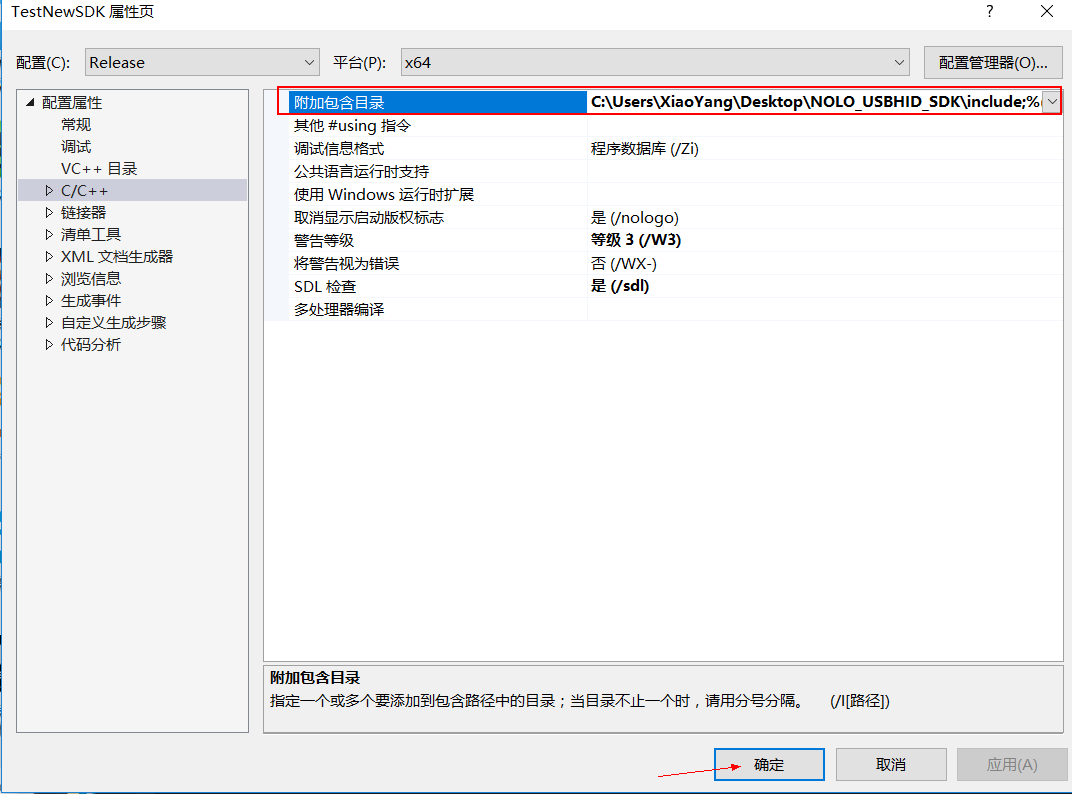 TestNewSDK 属性页
配置(C): Release 平台(P): x64 配置管理器(O)...
配置属性
常规
调试
VC++ 目录
C/C++
链接器
清单工具
XML 文档生成器
浏览信息
生成事件
自定义生成步骤
代码分析
附加包含目录 C:\Users\XiaoYang\Desktop\NOLO_USBHID_SDK\include;%(
其他 #using 指令
调试信息格式 程序数据库 (/Zi)
公共语言运行时支持
使用 Windows 运行时扩展
取消显示启动版权标志 是 (/nologo)
警告等级 等级 3 (/W3)
将警告视为错误 否 (/WX-)
SDL 检查 是 (/sdl)
多处理器编译
附加包含目录
指定一个或多个要添加到包含路径中的目录；当目录不止一个时，请用分号分隔。 (/I[路径])
确定 取消 应用(A)